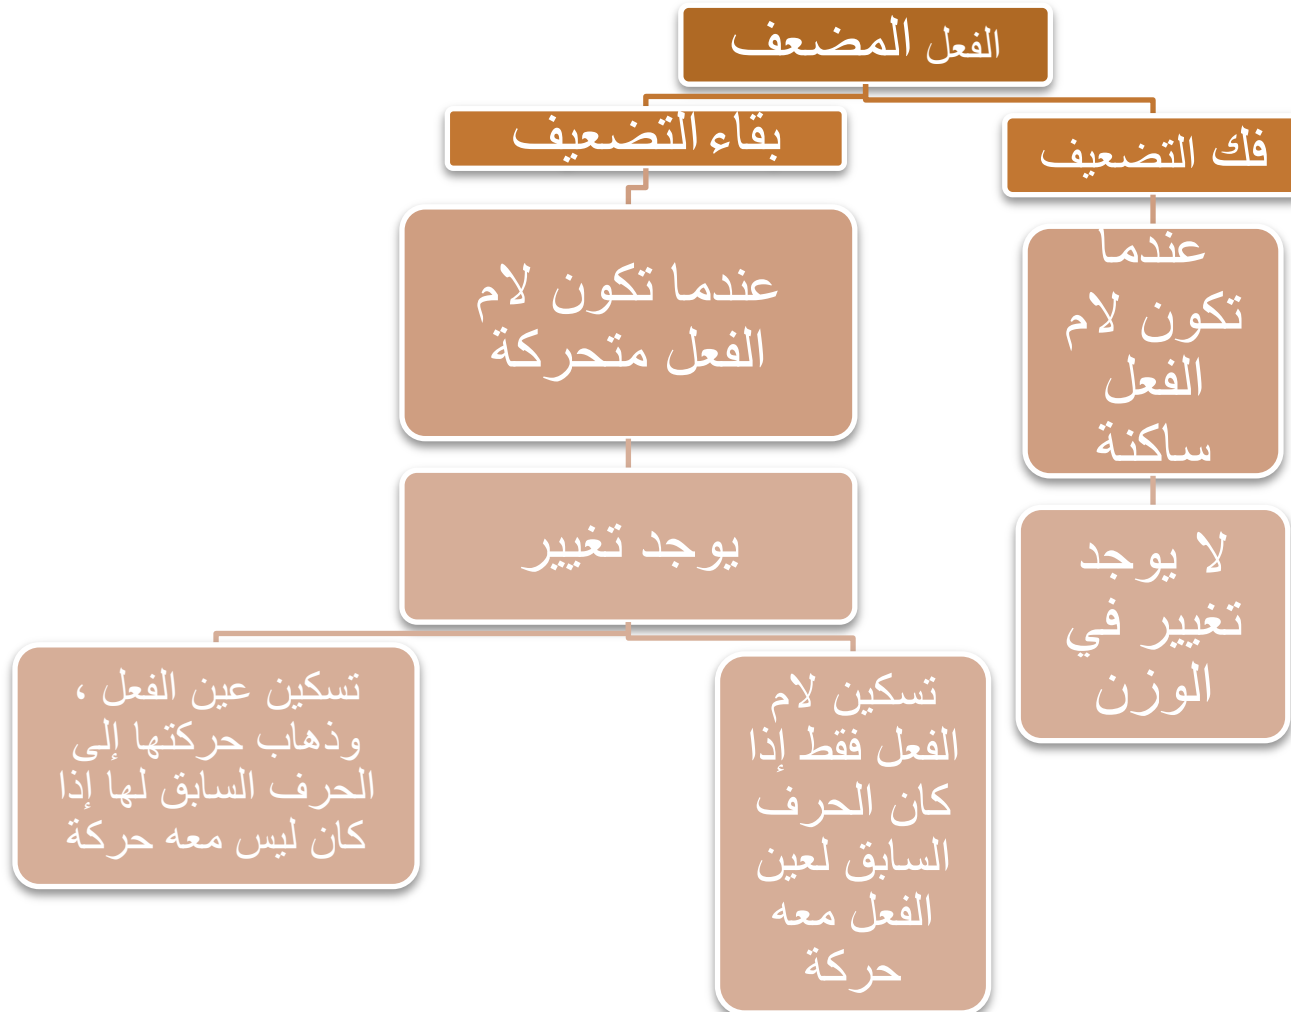 الفعل المضعف
فك التضعيف
عندما
تكون لام
الفعل
ساكنة
لا يوجد
تغيير في
الوزن
بقاء التضعيف
عندما تكون لام
الفعل متحركة
يوجد تغيير
تسكين لام
الفعل فقط إذا
كان الحرف
السابق لعين
الفعل معه
حركة
تسكين عين الفعل ،
وذهاب حركتها إلى
الحرف السابق لها إذا
كان ليس معه حركة